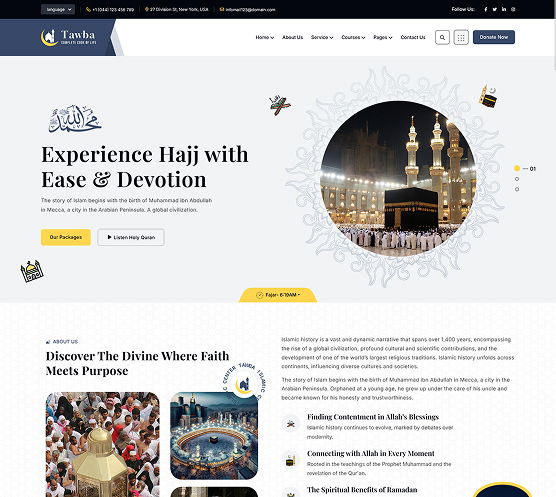 language
+1 (044) 123 456 789
27 Division St, New York, USA
infomail123@domain.com
Follow Us:
Tawba
COMPLETE CODE OF LIFE
Home
About Us
Service
Courses
Pages
Contact Us
Donate Now
Experience Hajj with
Ease & Devotion
The story of Islam begins with the birth of Muhammad ibn Abdullah
in Mecca, a city in the Arabian Peninsula. A global civilization.
Our Packages
Listen Holy Quran
01
Fajar- 6:19AM
ABOUT US
Discover The Divine Where Faith
Meets Purpose
Islamic history is a vast and dynamic narrative that spans over 1,400 years, encompassing
the rise of a global civilization, profound cultural and scientific contributions, and the
development of one of the world's largest religious traditions. Islamic history unfolds across
continents, influencing diverse cultures and societies.
The story of Islam begins with the birth of Muhammad ibn Abdullah in Mecca, a city in the
Arabian Peninsula. Orphaned at a young age, he grew up under the care of his uncle and
become known for his honesty and trustworthiness.
Finding Contentment in Allah's Blessings
Islamic history continues to evolve, marked by debates over
modernity.
Connecting with Allah in Every Moment
Rooted in the teachings of the Prophet Muhammad and the
revelation of the Qur'an.
The Spiritual Benefits of Ramadan